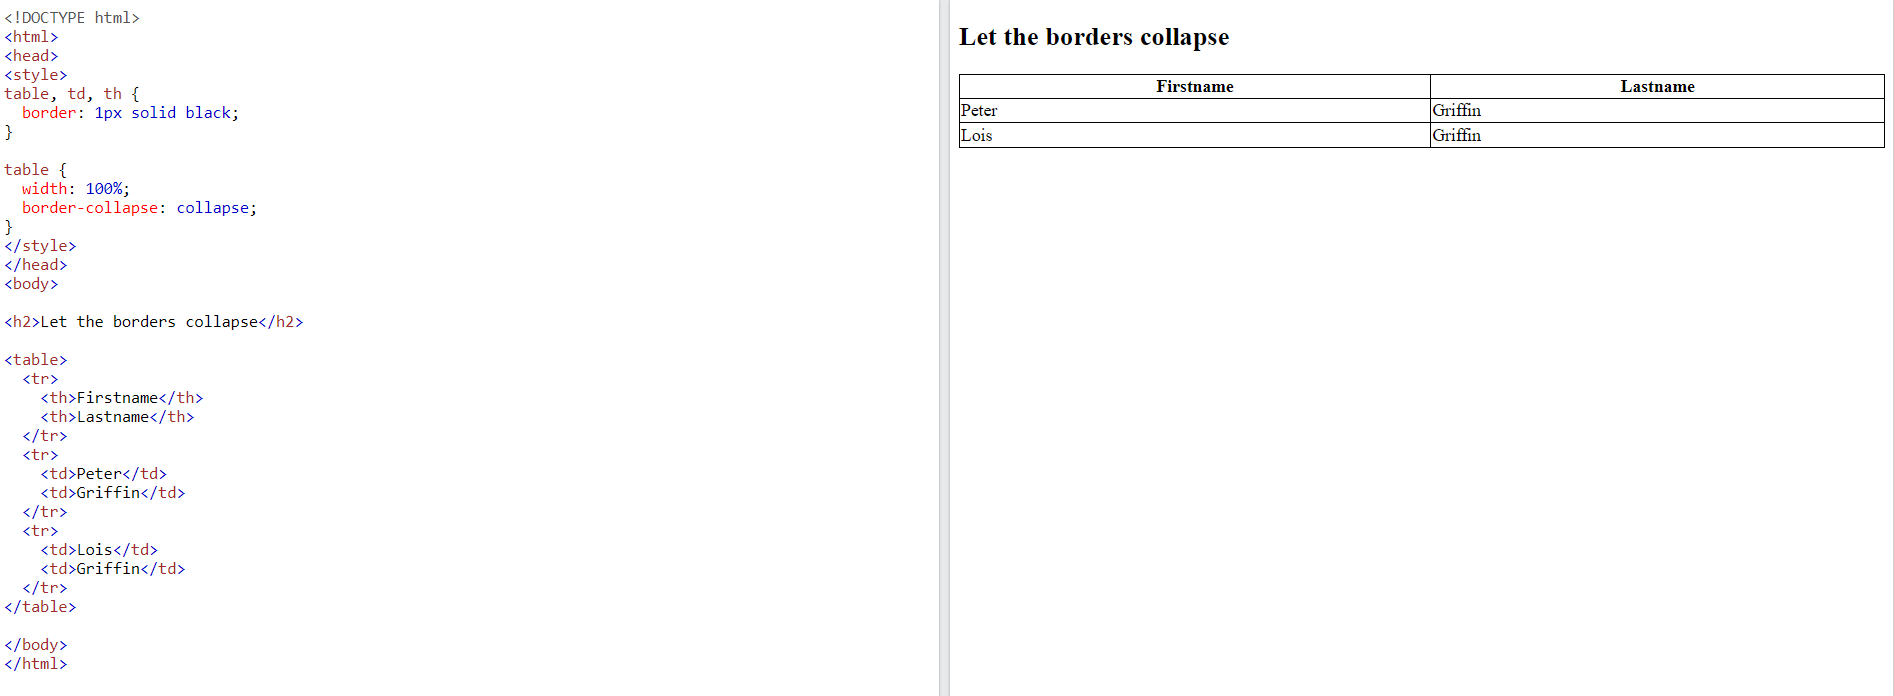 <!DOCTYPE html>
<html>
<head>
<style>
table, td, th {
  border: 1px solid black;
}

table {
  width: 100%;
  border-collapse: collapse;
}
</style>
</head>
<body>

<h2>Let the borders collapse</h2>

<table>
  <tr>
    <th>Firstname</th>
    <th>Lastname</th>
  </tr>
  <tr>
    <td>Peter</td>
    <td>Griffin</td>
  </tr>
  <tr>
    <td>Lois</td>
    <td>Griffin</td>
  </tr>
</table>

</body>
</html>
Let the borders collapse
Firstname Lastname
Peter Griffin
Lois Griffin